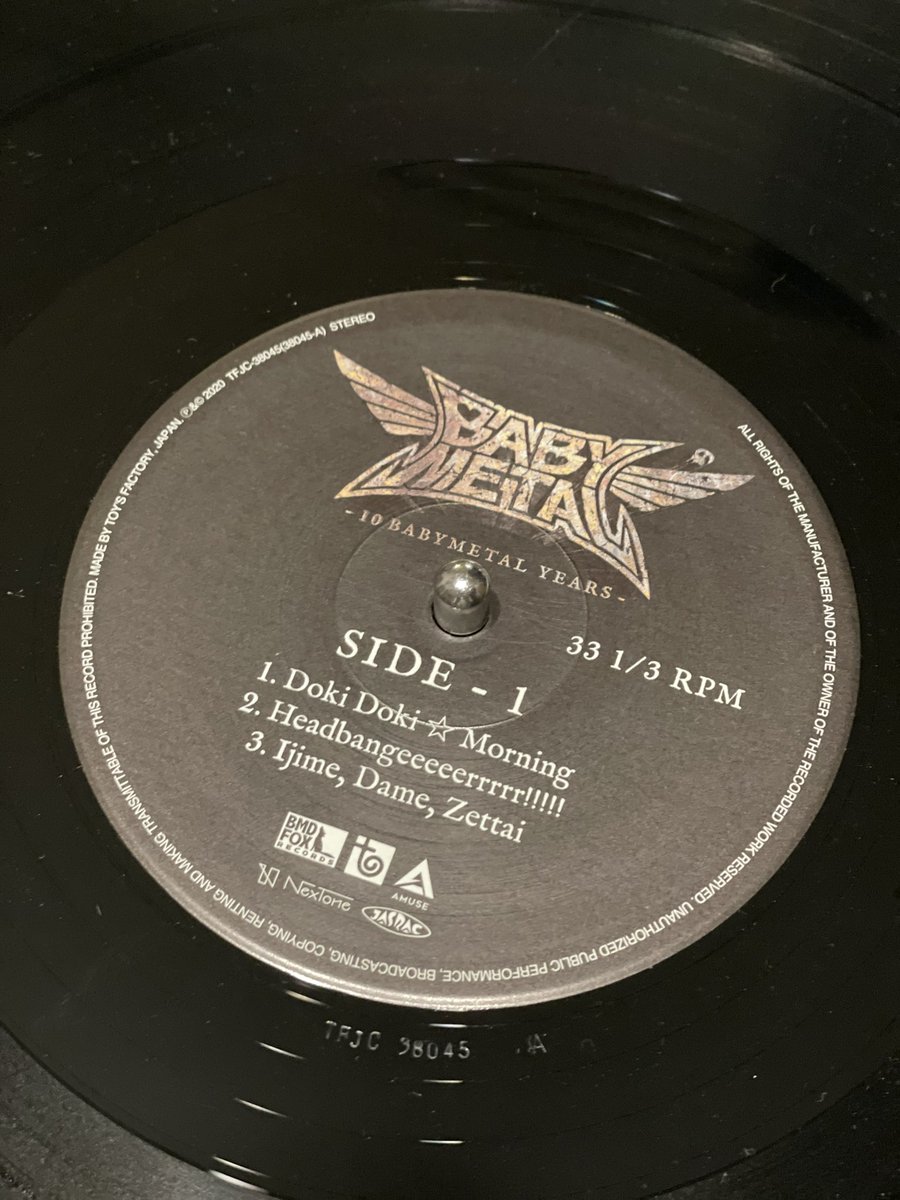 BABY
METAL
- 10 BABYMETAL YEARS -
SIDE - 1
33 1/3 RPM
1. Doki Doki ☆ Morning
2. Headbangeeeeerrrrr!!!!!
3. Ijime, Dame, Zettai
BMD
FOX
RECORDS
AMUSE
NexTone
JASRAC
ALL RIGHTS OF THE MANUFACTURER AND OF THE OWNER OF THE RECORDED WORK RESERVED. UNAUTHORIZED PUBLIC PERFORMANCE, BROADCASTING, COPYING, RENTING AND MAKING TRANSMITTABLE OF THIS RECORD PROHIBITED. MADE BY TOY'S FACTORY, JAPAN. ℗&© 2020 TFJC-38045(38045-A) STEREO
TFJC 38045 A